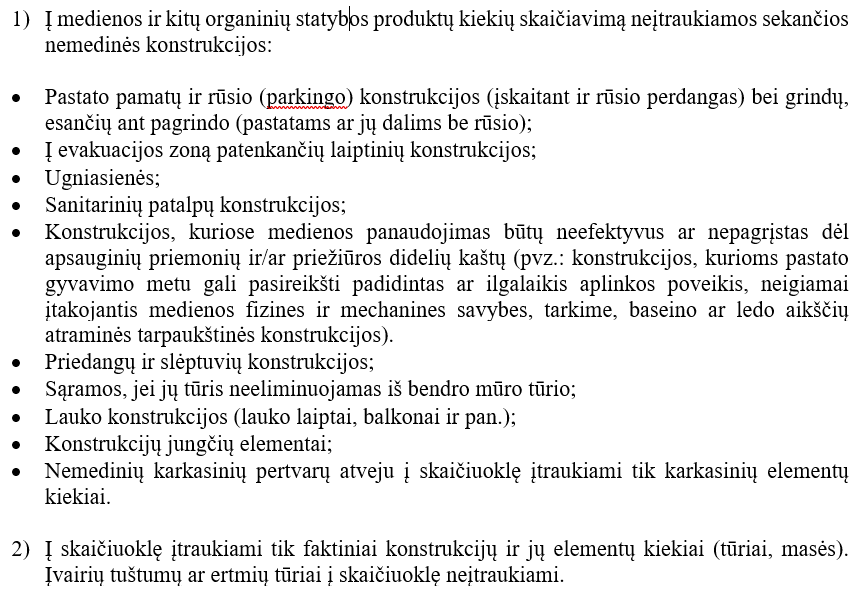 1) Į medienos ir kitų organinių statybos produktų kiekių skaičiavimą neįtraukiamos sekančios
nemedinės konstrukcijos:
• Pastato pamatų ir rūsio (parkingo) konstrukcijos (įskaitant ir rūsio perdangas) bei grindų,
esančių ant pagrindo (pastatams ar jų dalims be rūsio);
• Į evakuacijos zoną patenkančių laiptinių konstrukcijos;
• Ugniasienės;
• Sanitarinių patalpų konstrukcijos;
• Konstrukcijos, kuriose medienos panaudojimas būtų neefektyvus ar nepagrįstas dėl
apsauginių priemonių ir/ar priežiūros didelių kaštų (pvz.: konstrukcijos, kurioms pastato
gyvavimo metu gali pasireikšti padidintas ar ilgalaikis aplinkos poveikis, neigiamai
įtakojantis medienos fizines ir mechanines savybes, tarkime, baseino ar ledo aikščių
atraminės tarpaukštinės konstrukcijos).
• Priedangų ir slėptuvių konstrukcijos;
• Sąramos, jei jų tūris neeliminuojamas iš bendro mūro tūrio;
• Lauko konstrukcijos (lauko laiptai, balkonai ir pan.);
• Konstrukcijų jungčių elementai;
• Nemedinių karkasinių pertvarų atveju į skaičiuoklę įtraukiami tik karkasinių elementų
kiekiai.
2) Į skaičiuoklę įtraukiami tik faktiniai konstrukcijų ir jų elementų kiekiai (tūriai, masės).
Įvairių tuštumų ar ertmių tūriai į skaičiuoklę neįtraukiami.